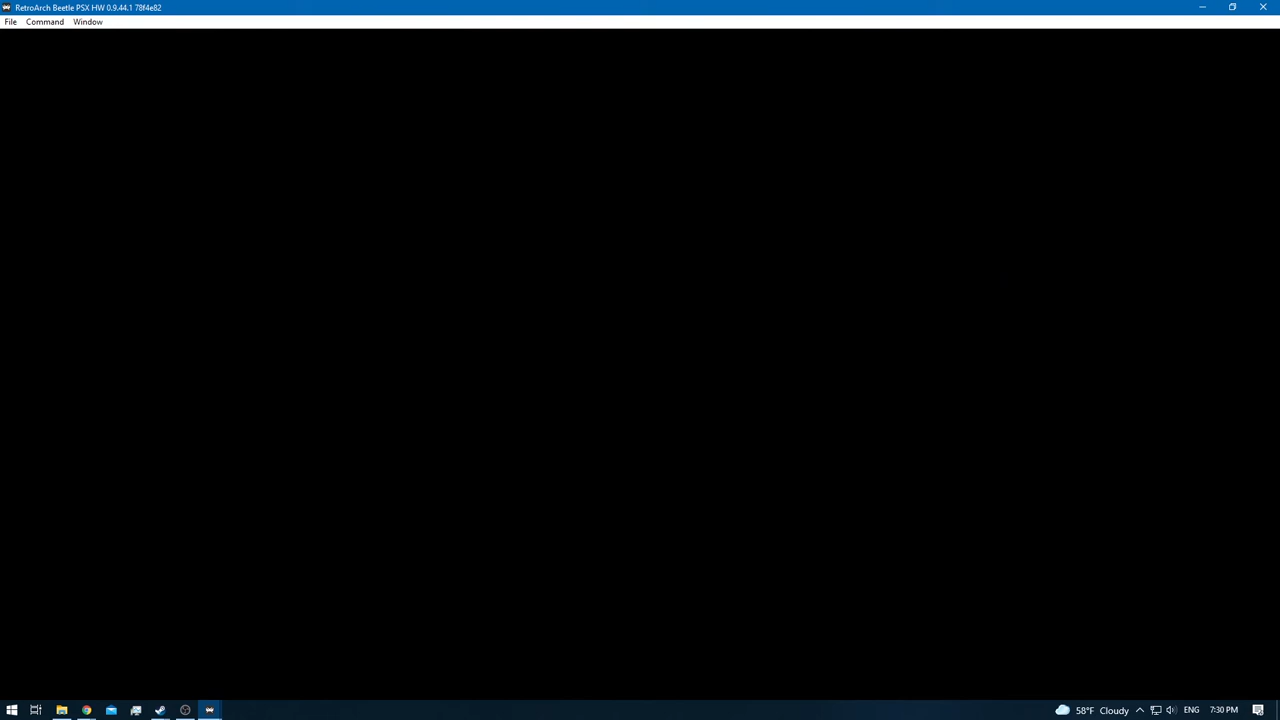 RetroArch Beetle PSX HW 0.9.44.1 78f4e82
File Command Window
58°F Cloudy ENG 7:30 PM